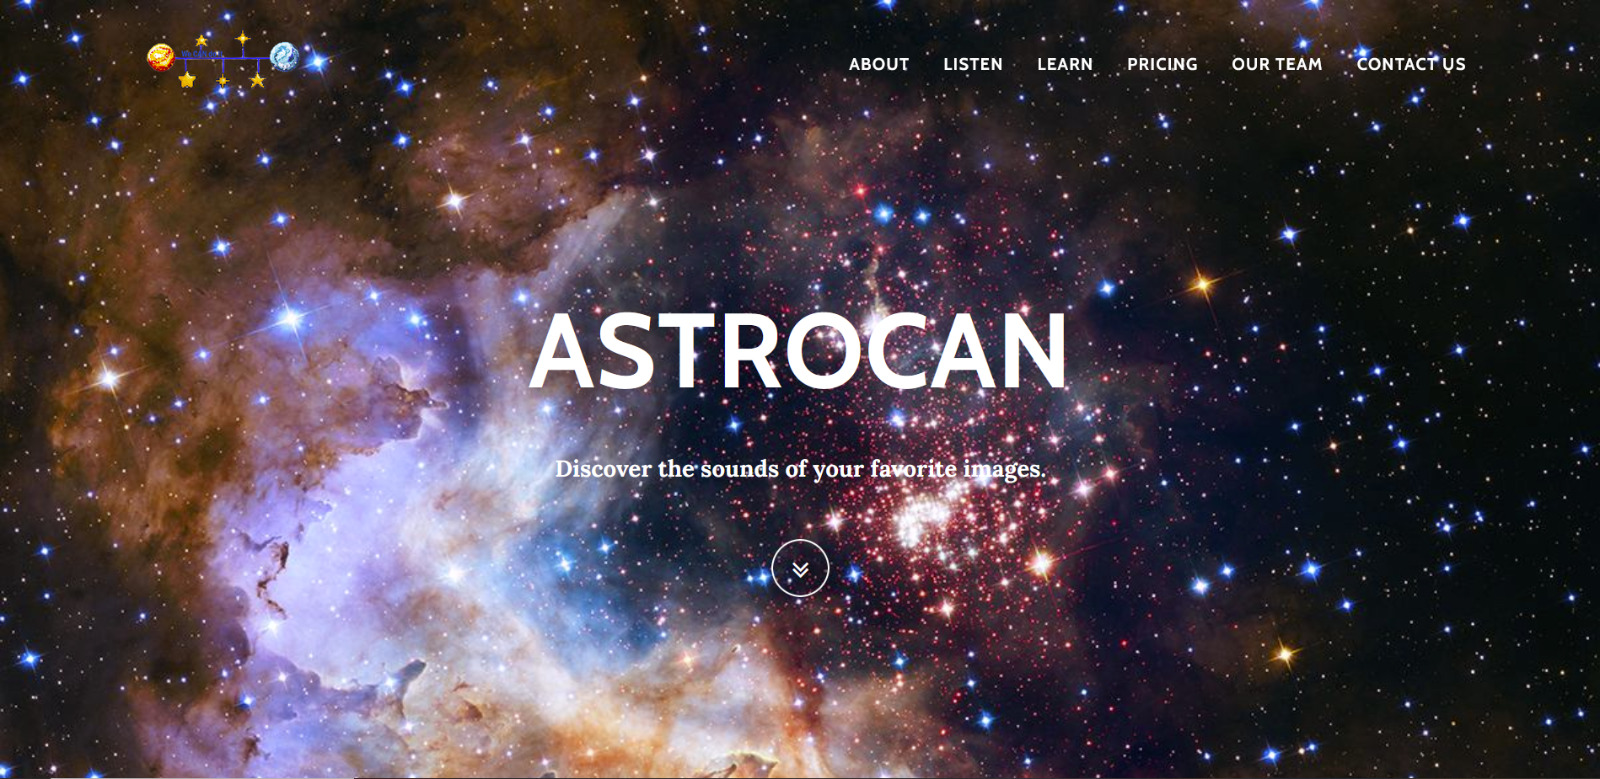 ABOUT LISTEN LEARN PRICING OUR TEAM CONTACT US
ASTROCAN
Discover the sounds of your favorite images.